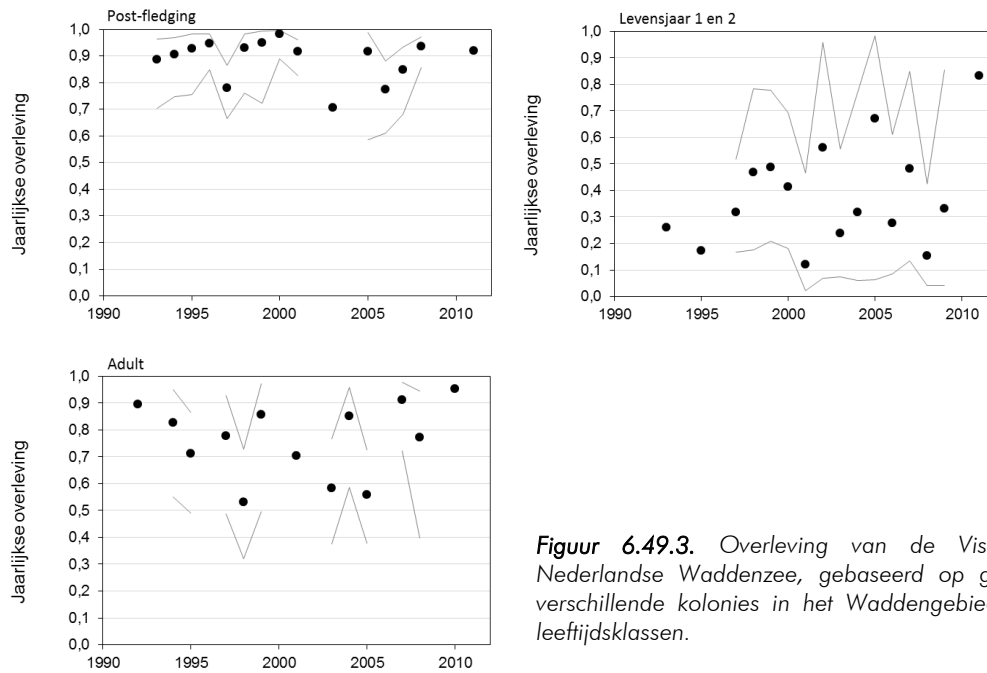 Post-fledging
Jaarlijkse overleving
1,0
0,9
0,8
0,7
0,6
0,5
0,4
0,3
0,2
0,1
0,0
1990 1995 2000 2005 2010
Levensjaar 1 en 2
Jaarlijkse overleving
1,0
0,9
0,8
0,7
0,6
0,5
0,4
0,3
0,2
0,1
0,0
1990 1995 2000 2005 2010
Adult
Jaarlijkse overleving
1,0
0,9
0,8
0,7
0,6
0,5
0,4
0,3
0,2
0,1
0,0
1990 1995 2000 2005 2010
Figuur 6.49.3. Overleving van de Vis
Nederlandse Waddenzee, gebaseerd op g
verschillende kolonies in het Waddengebie
leeftijdsklassen.